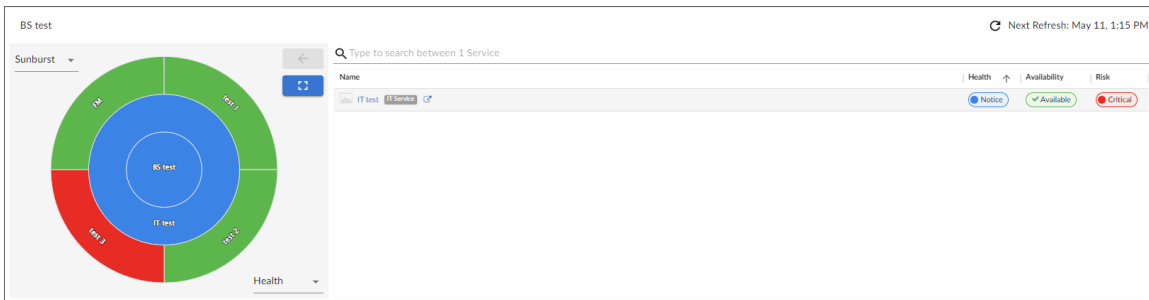 BS test
Next Refresh: May 11, 1:15 PM
Sunburst
Type to search between 1 Service
Name
Health
Availability
Risk
IT test IT Service
Notice
Available
Critical
FM
test 1
BS test
IT test
test 3
test 2
Health